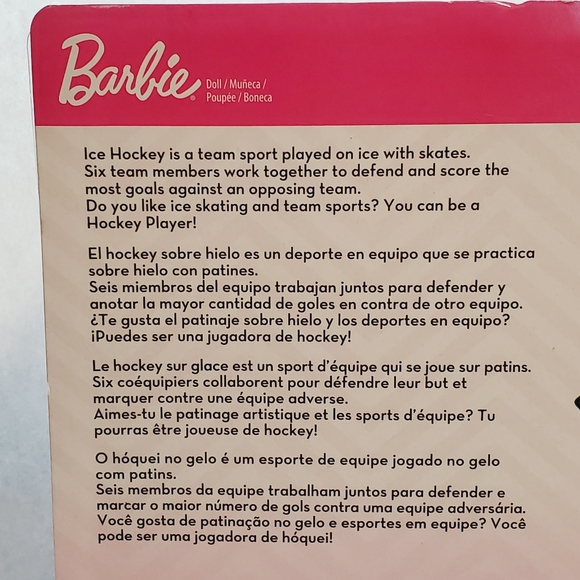 Barbie®
Doll / Muñeca /
Poupée / Boneca
Ice Hockey is a team sport played on ice with skates.
Six team members work together to defend and score the
most goals against an opposing team.
Do you like ice skating and team sports? You can be a
Hockey Player!
El hockey sobre hielo es un deporte en equipo que se practica
sobre hielo con patines.
Seis miembros del equipo trabajan juntos para defender y
anotar la mayor cantidad de goles en contra de otro equipo.
¿Te gusta el patinaje sobre hielo y los deportes en equipo?
¡Puedes ser una jugadora de hockey!
Le hockey sur glace est un sport d'équipe qui se joue sur patins.
Six coéquipiers collaborent pour défendre leur but et
marquer contre une équipe adverse.
Aimes-tu le patinage artistique et les sports d'équipe? Tu
pourras être joueuse de hockey!
O hóquei no gelo é um esporte de equipe jogado no gelo
com patins.
Seis membros da equipe trabalham juntos para defender e
marcar o maior número de gols contra uma equipe adversária.
Você gosta de patinação no gelo e esportes em equipe? Você
pode ser uma jogadora de hóquei!